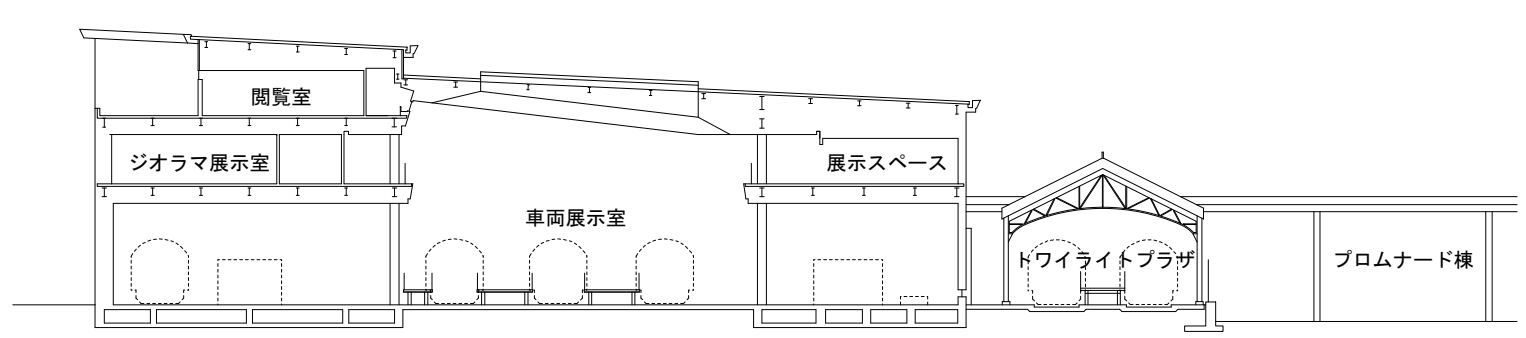 閲覧室
ジオラマ展示室
展示スペース
車両展示室
トワイライトプラザ
プロムナード棟